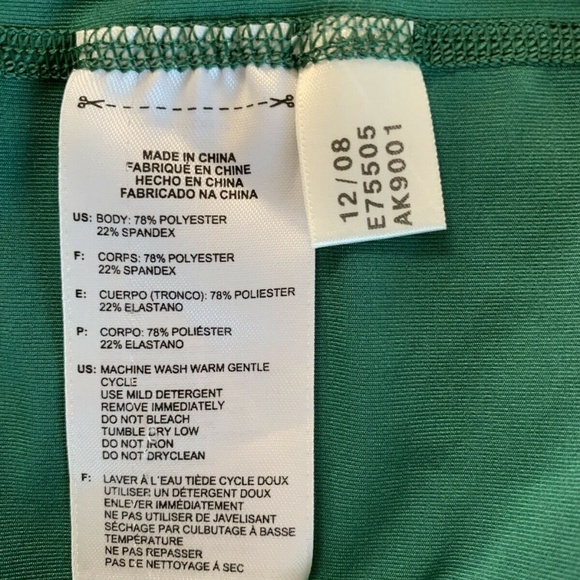 MADE IN CHINA
FABRIQUÉ EN CHINE
HECHO EN CHINA
FABRICADO NA CHINA
US: BODY: 78% POLYESTER
22% SPANDEX
F: CORPS: 78% POLYESTER
22% SPANDEX
E: CUERPO (TRONCO): 78% POLIESTER
22% ELASTANO
P: CORPO: 78% POLIÉSTER
22% ELASTANO
US: MACHINE WASH WARM GENTLE
CYCLE
USE MILD DETERGENT
REMOVE IMMEDIATELY
DO NOT BLEACH
TUMBLE DRY LOW
DO NOT IRON
DO NOT DRYCLEAN
F: LAVER À L'EAU TIÈDE CYCLE DOUX
UTILISER UN DÉTERGENT DOUX
ENLEVER IMMÉDIATEMENT
NE PAS UTILISER DE JAVELISANT
SÉCHAGE PAR CULBUTAGE À BASSE
TEMPÉRATURE
NE PAS REPASSER
PAS DE NETTOYAGE À SEC
12/08
E75505
AK9001